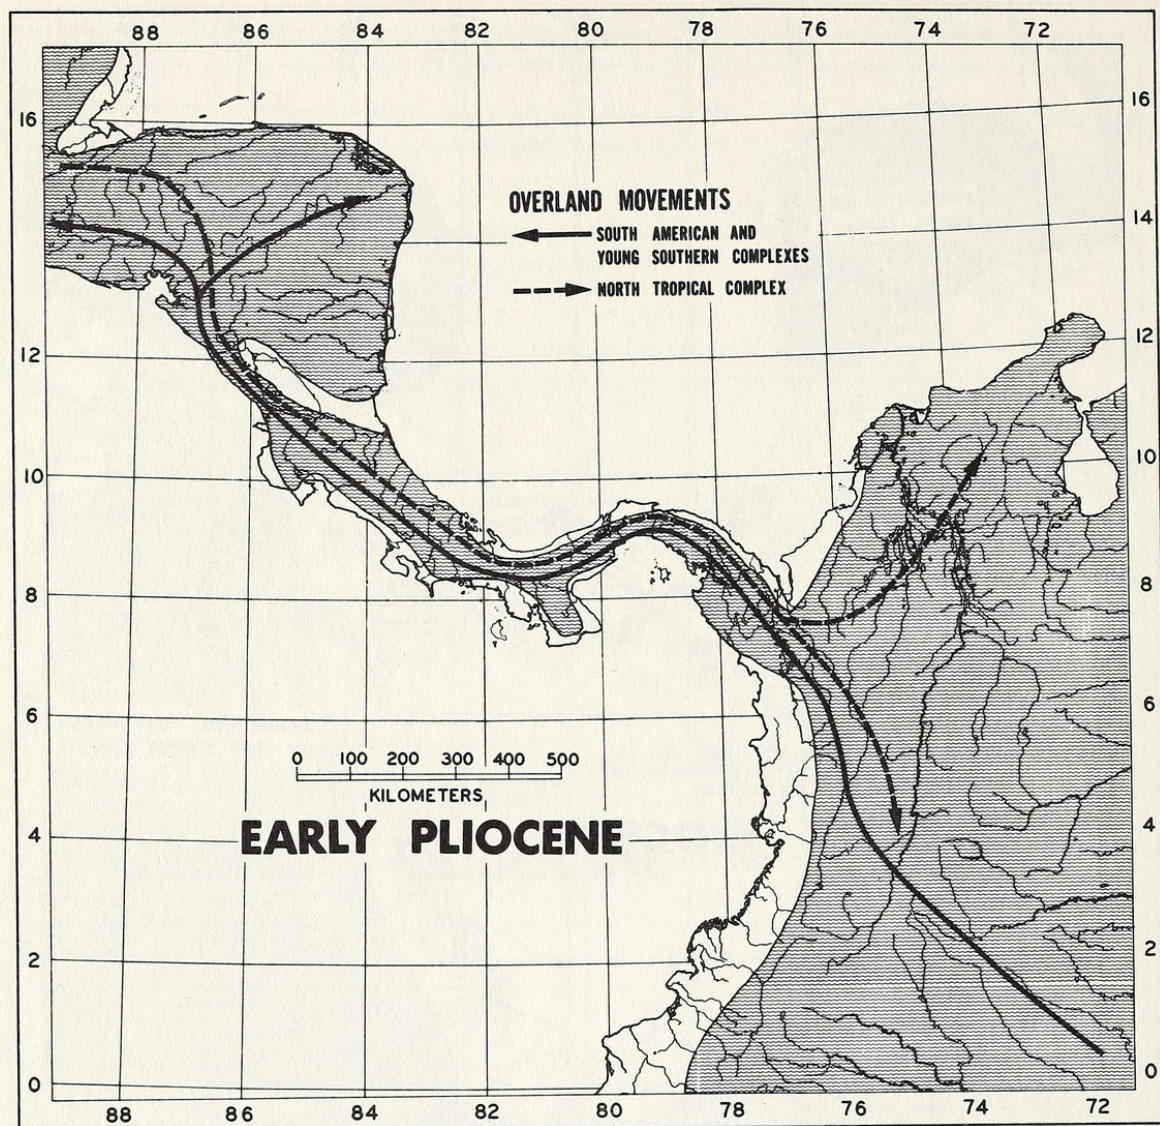 88 86 84 82 80 78 76 74 72
16 16
OVERLAND MOVEMENTS
SOUTH AMERICAN AND
YOUNG SOUTHERN COMPLEXES
NORTH TROPICAL COMPLEX
14
12 12
10 10
8 8
6 6
0 100 200 300 400 500
KILOMETERS
EARLY PLIOCENE
4 4
2 2
0 0
88 86 84 82 80 78 76 74 72